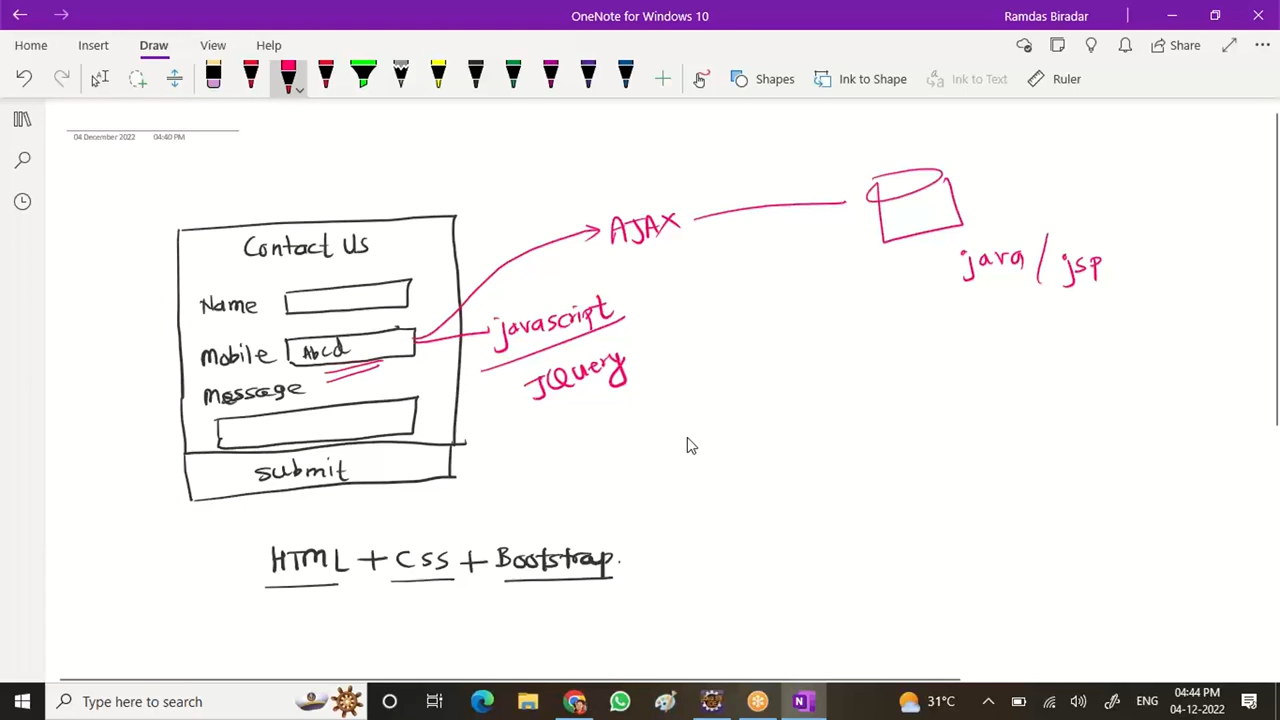 OneNote for Windows 10
Ramdas Biradar
Home Insert Draw View Help
Share
Shapes
Ink to Shape
Ink to Text
Ruler
04 December 2022 04:40 PM
Contact Us
Name
Mobile Abcd
Message
submit
AJAX
javascript
JQuery
java / jsp
HTML + CSS + Bootstrap.
Type here to search
31°C
ENG
04:44 PM
04-12-2022